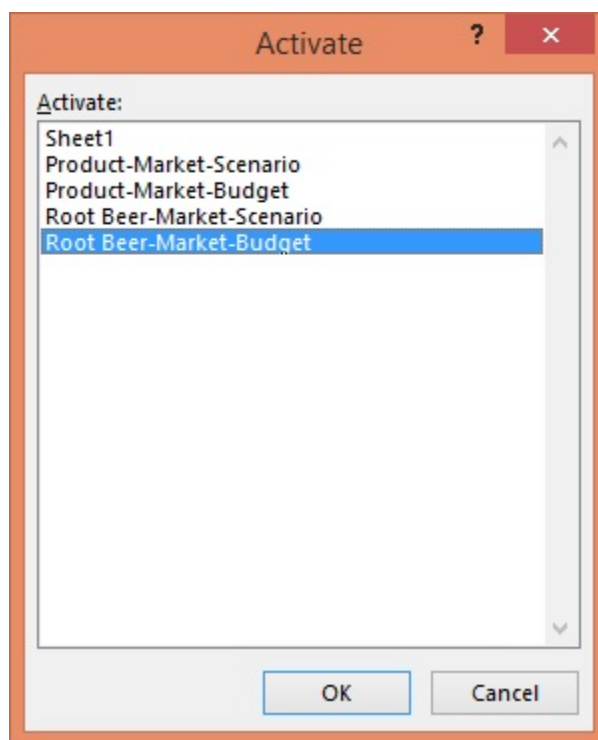 Activate
?
×
Activate:
Sheet1
Product-Market-Scenario
Product-Market-Budget
Root Beer-Market-Scenario
Root Beer-Market-Budget
OK
Cancel